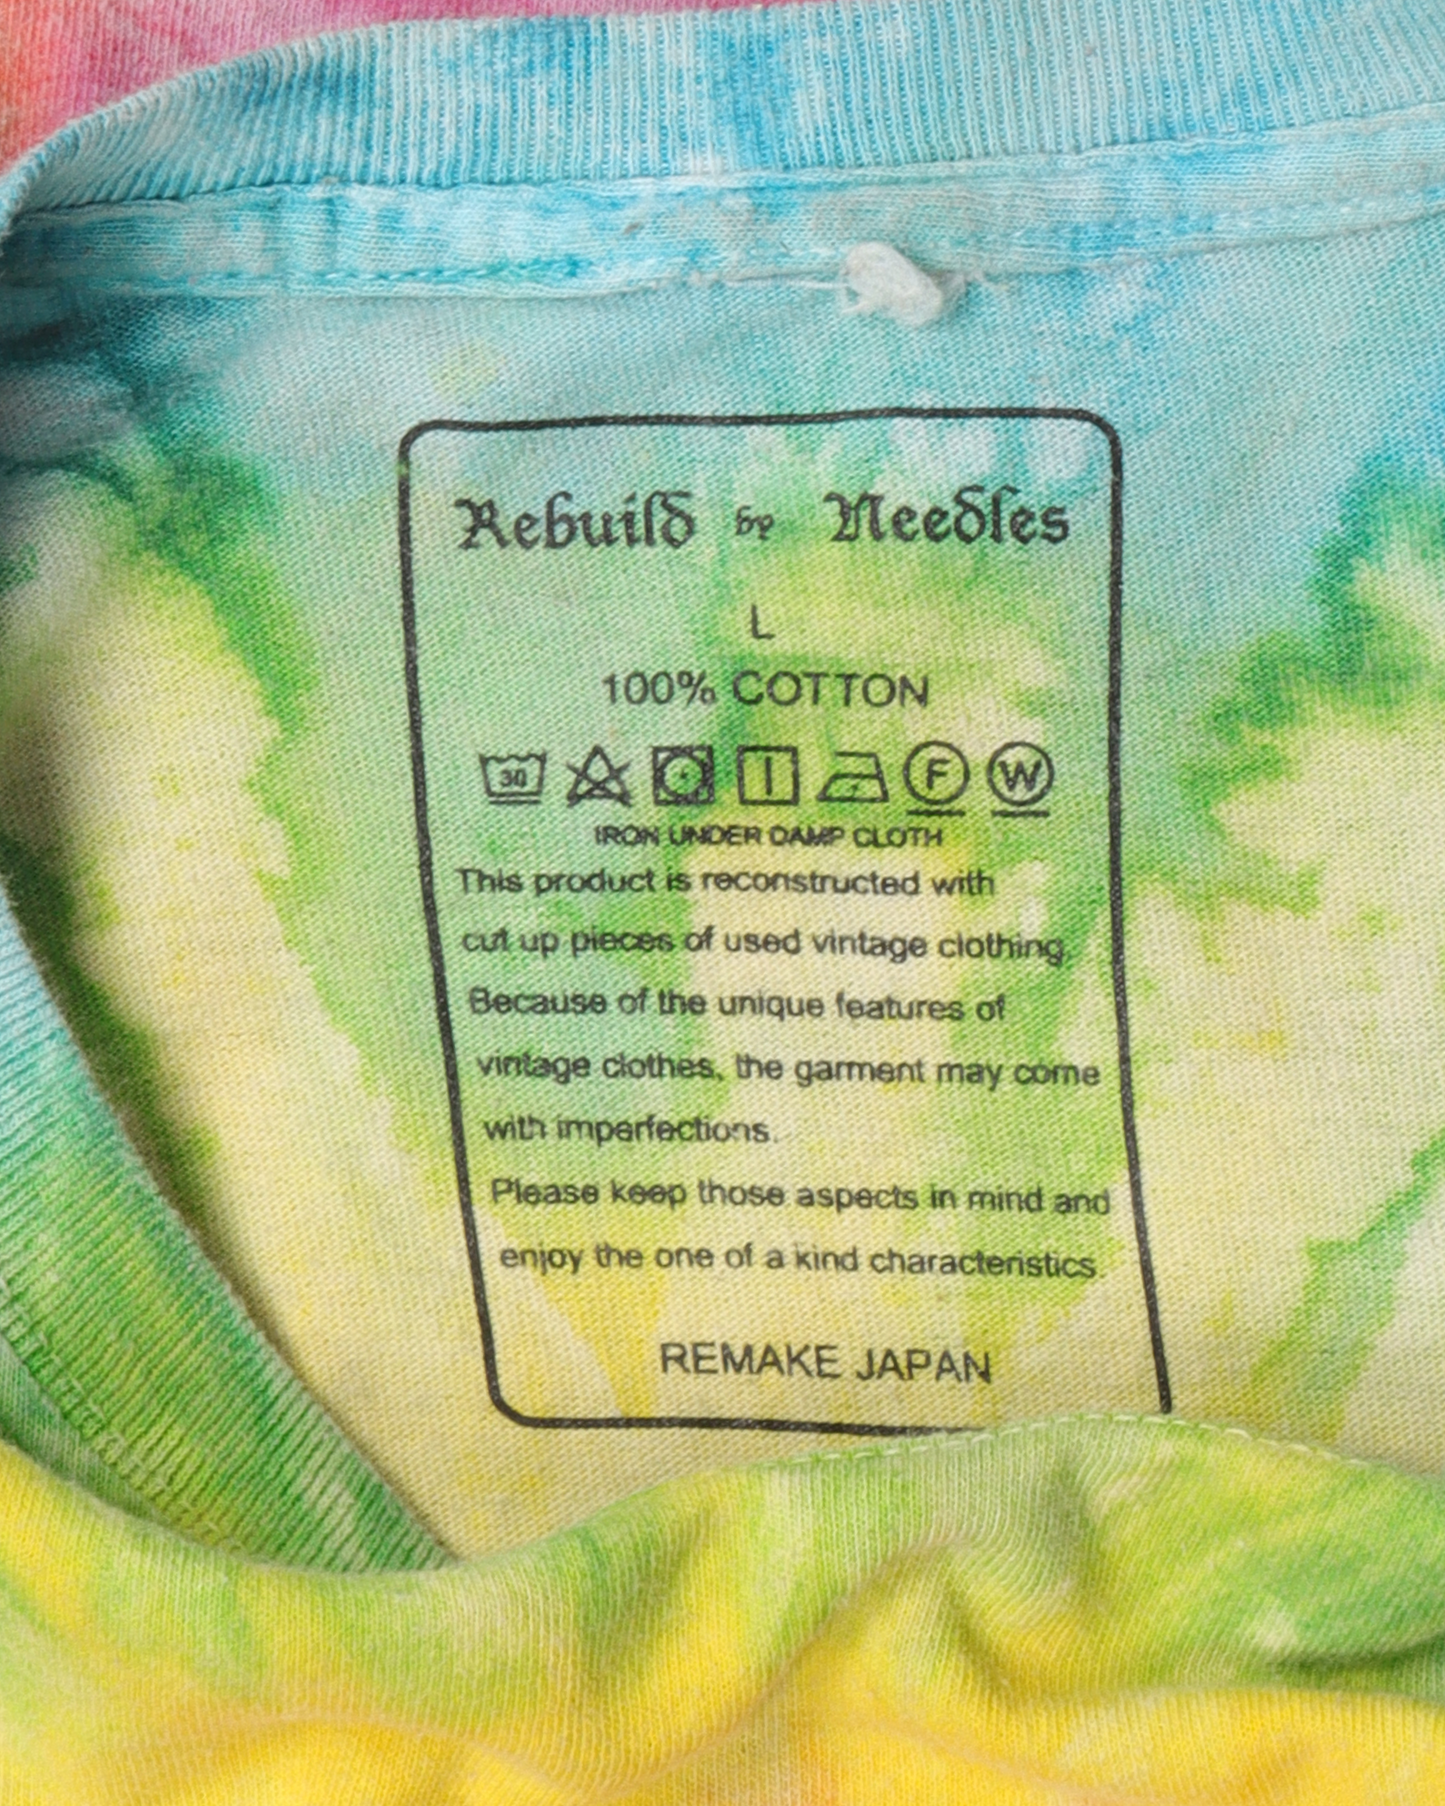 Rebuild by Needles
L
100% COTTON
30 F W
IRON UNDER DAMP CLOTH
This product is reconstructed with
cut up pieces of used vintage clothing.
Because of the unique features of
vintage clothes, the garment may come
with imperfections.
Please keep those aspects in mind and
enjoy the one of a kind characteristics.
REMAKE JAPAN